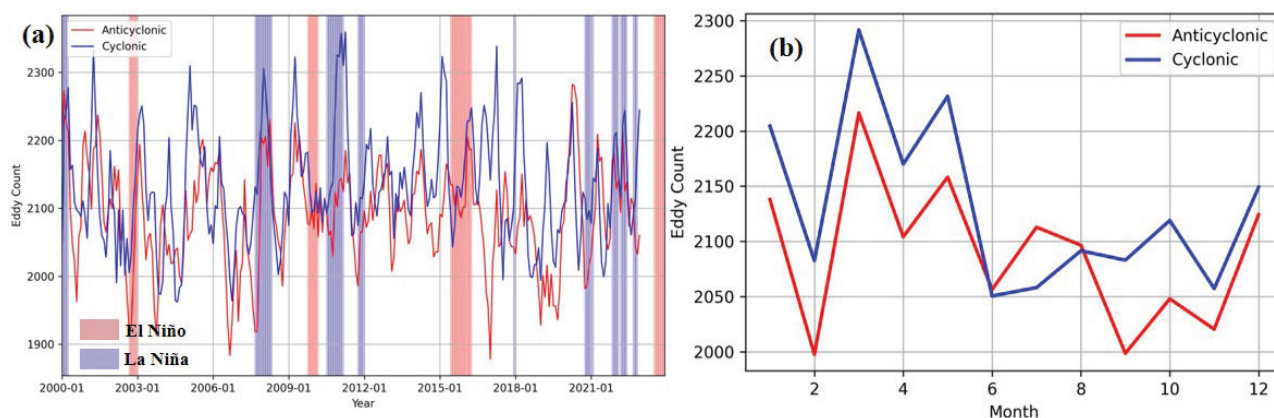 (a)
Anticyclonic
Cyclonic
2300
2200
2100
2000
1900
Eddy Count
El Niño
La Niña
2000-01 2003-01 2006-01 2009-01 2012-01 2015-01 2018-01 2021-01
Year
(b)
Anticyclonic
Cyclonic
2300
2250
2200
2150
2100
2050
2000
Eddy Count
2 4 6 8 10 12
Month